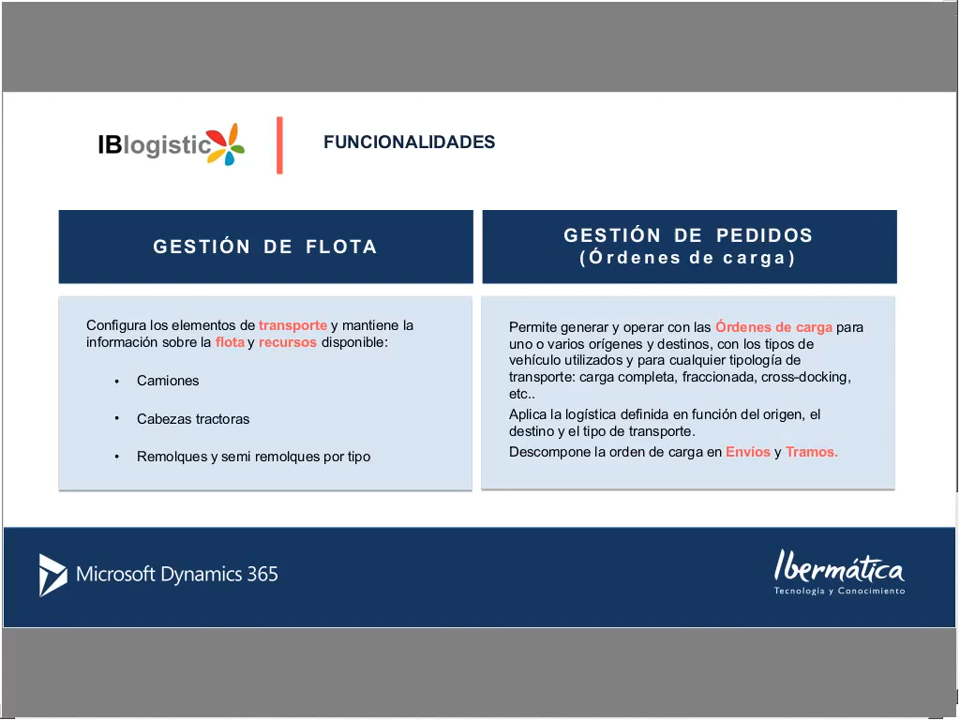 IBlogistic
FUNCIONALIDADES
GESTIÓN DE FLOTA
Configura los elementos de transporte y mantiene la
información sobre la flota y recursos disponible:
• Camiones
• Cabezas tractoras
• Remolques y semi remolques por tipo
GESTIÓN DE PEDIDOS
(Órdenes de carga)
Permite generar y operar con las Órdenes de carga para
uno o varios orígenes y destinos, con los tipos de
vehículo utilizados y para cualquier tipología de
transporte: carga completa, fraccionada, cross-docking,
etc..
Aplica la logística definida en función del origen, el
destino y el tipo de transporte.
Descompone la orden de carga en Envíos y Tramos.
Microsoft Dynamics 365
Ibermática
Tecnología y Conocimiento